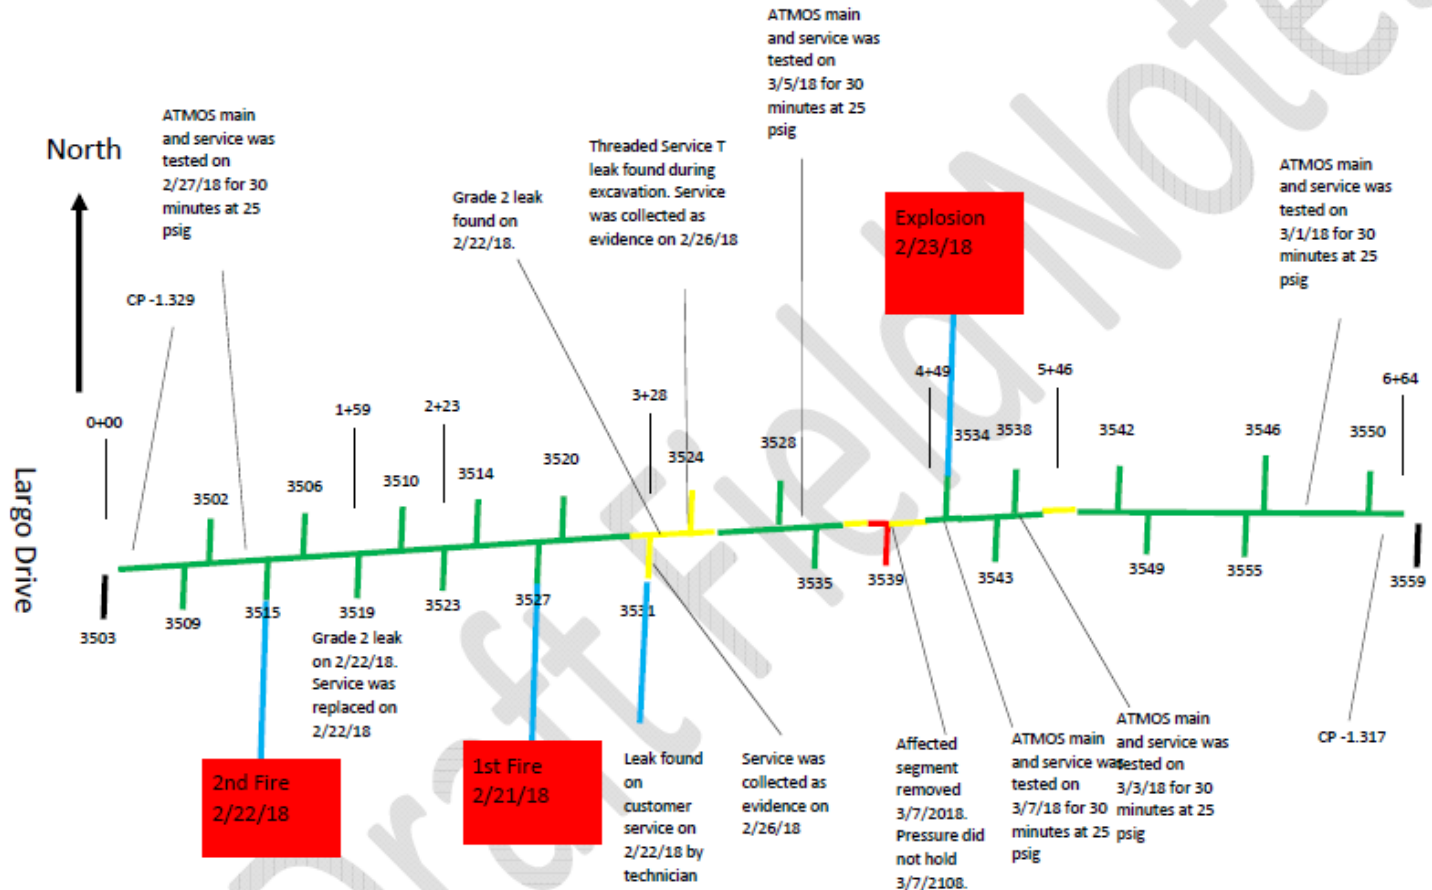 Draft Field Notes
ATMOS main
and service was
tested on
3/5/18 for 30
minutes at 25
psig
ATMOS main
and service was
tested on
2/27/18 for 30
minutes at 25
psig
North
Threaded Service T
leak found during
excavation. Service
was collected as
evidence on 2/26/18
Grade 2 leak
found on
2/22/18.
Explosion
2/23/18
ATMOS main
and service was
tested on
3/1/18 for 30
minutes at 25
psig
CP -1.329
0+00
1+59
2+23
3+28
4+49
5+46
6+64
Largo Drive
3502
3506
3510
3514
3520
3524
3528
3534
3538
3542
3546
3550
3503
3509
3515
3519
3523
3527
3531
3535
3539
3543
3549
3555
3559
Grade 2 leak
on 2/22/18.
Service was
replaced on
2/22/18
2nd Fire
2/22/18
1st Fire
2/21/18
Leak found
on
customer
service on
2/22/18 by
technician
Service was
collected as
evidence on
2/26/18
Affected
segment
removed
3/7/2018.
Pressure did
not hold
3/7/2108.
ATMOS main
and service was
tested on
3/7/18 for 30
minutes at 25
psig
ATMOS main
and service was
tested on
3/3/18 for 30
minutes at 25
psig
CP -1.317